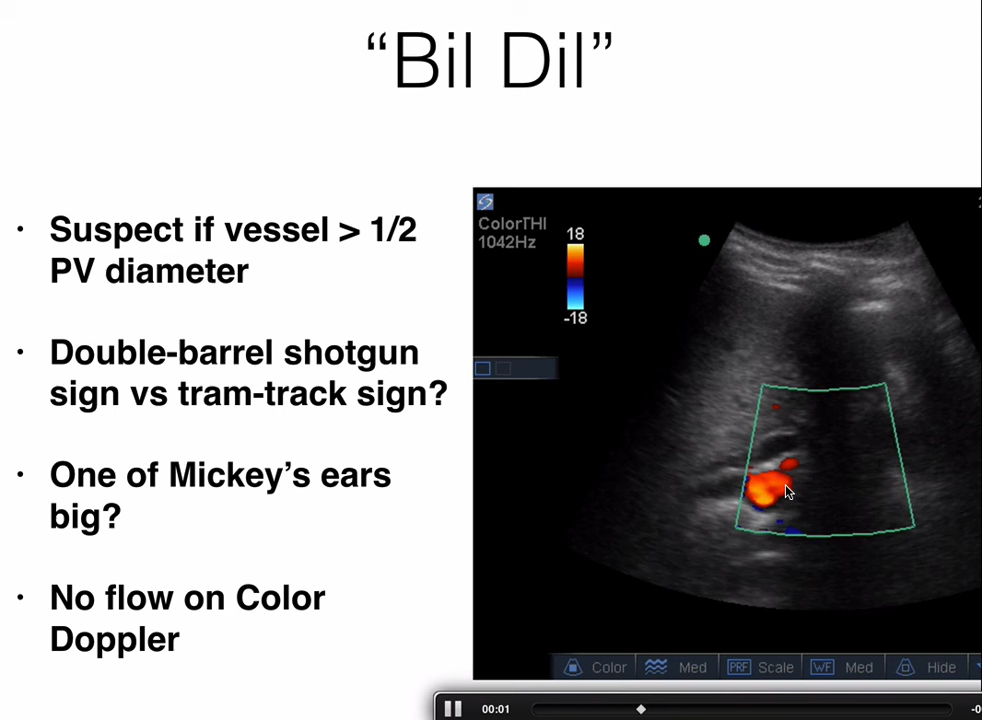 “Bil Dil”
• Suspect if vessel > 1/2
PV diameter
• Double-barrel shotgun
sign vs tram-track sign?
• One of Mickey’s ears
big?
• No flow on Color
Doppler
ColorTHI
1042Hz
18
-18
Color Med PRF Scale WF Med Hide
00:01